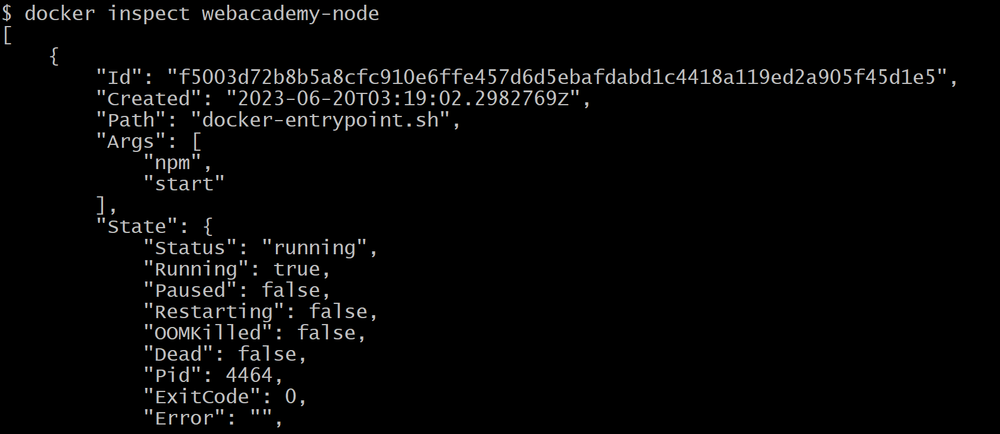 $ docker inspect webacademy-node
[
    {
        "Id": "f5003d72b8b5a8cfc910e6ffe457d6d5ebafdabd1c4418a119ed2a905f45d1e5",
        "Created": "2023-06-20T03:19:02.2982769Z",
        "Path": "docker-entrypoint.sh",
        "Args": [
            "npm",
            "start"
        ],
        "State": {
            "Status": "running",
            "Running": true,
            "Paused": false,
            "Restarting": false,
            "OOMKilled": false,
            "Dead": false,
            "Pid": 4464,
            "ExitCode": 0,
            "Error": "",